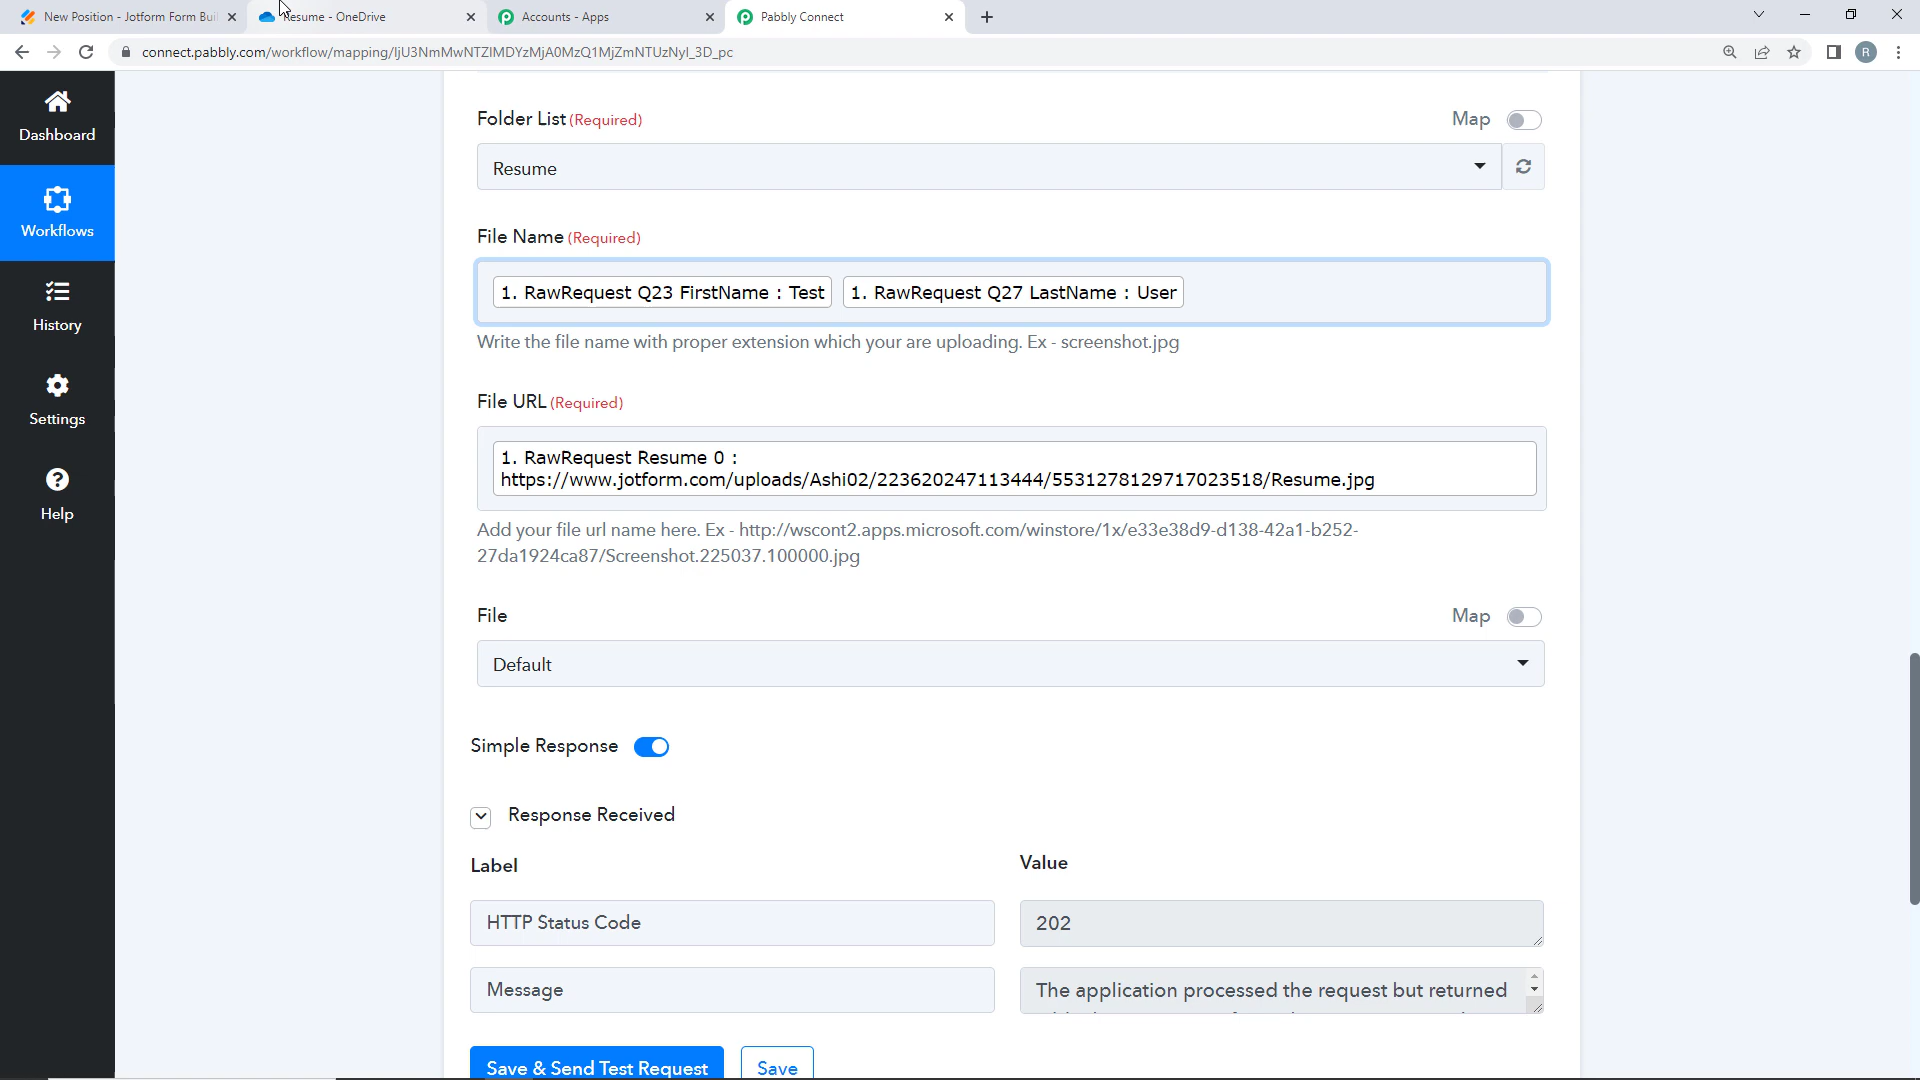 New Position - Jotform Form Bui
Resume - OneDrive
Accounts - Apps
Pabbly Connect
connect.pabbly.com/workflow/mapping/IjU3NmMwNTZlMDYzMjA0MzQ1MjZmNTUzNyI_3D_pc
R
Dashboard
Workflows
History
Settings
Help
Folder List (Required)
Map
Resume
File Name (Required)
1. RawRequest Q23 FirstName : Test 1. RawRequest Q27 LastName : User
Write the file name with proper extension which your are uploading. Ex - screenshot.jpg
File URL (Required)
1. RawRequest Resume 0 :
https://www.jotform.com/uploads/Ashi02/223620247113444/5531278129717023518/Resume.jpg
Add your file url name here. Ex - http://wscont2.apps.microsoft.com/winstore/1x/e33e38d9-d138-42a1-b252-
27da1924ca87/Screenshot.225037.100000.jpg
File
Map
Default
Simple Response
Response Received
Label
Value
HTTP Status Code
202
Message
The application processed the request but returned
Save & Send Test Request
Save